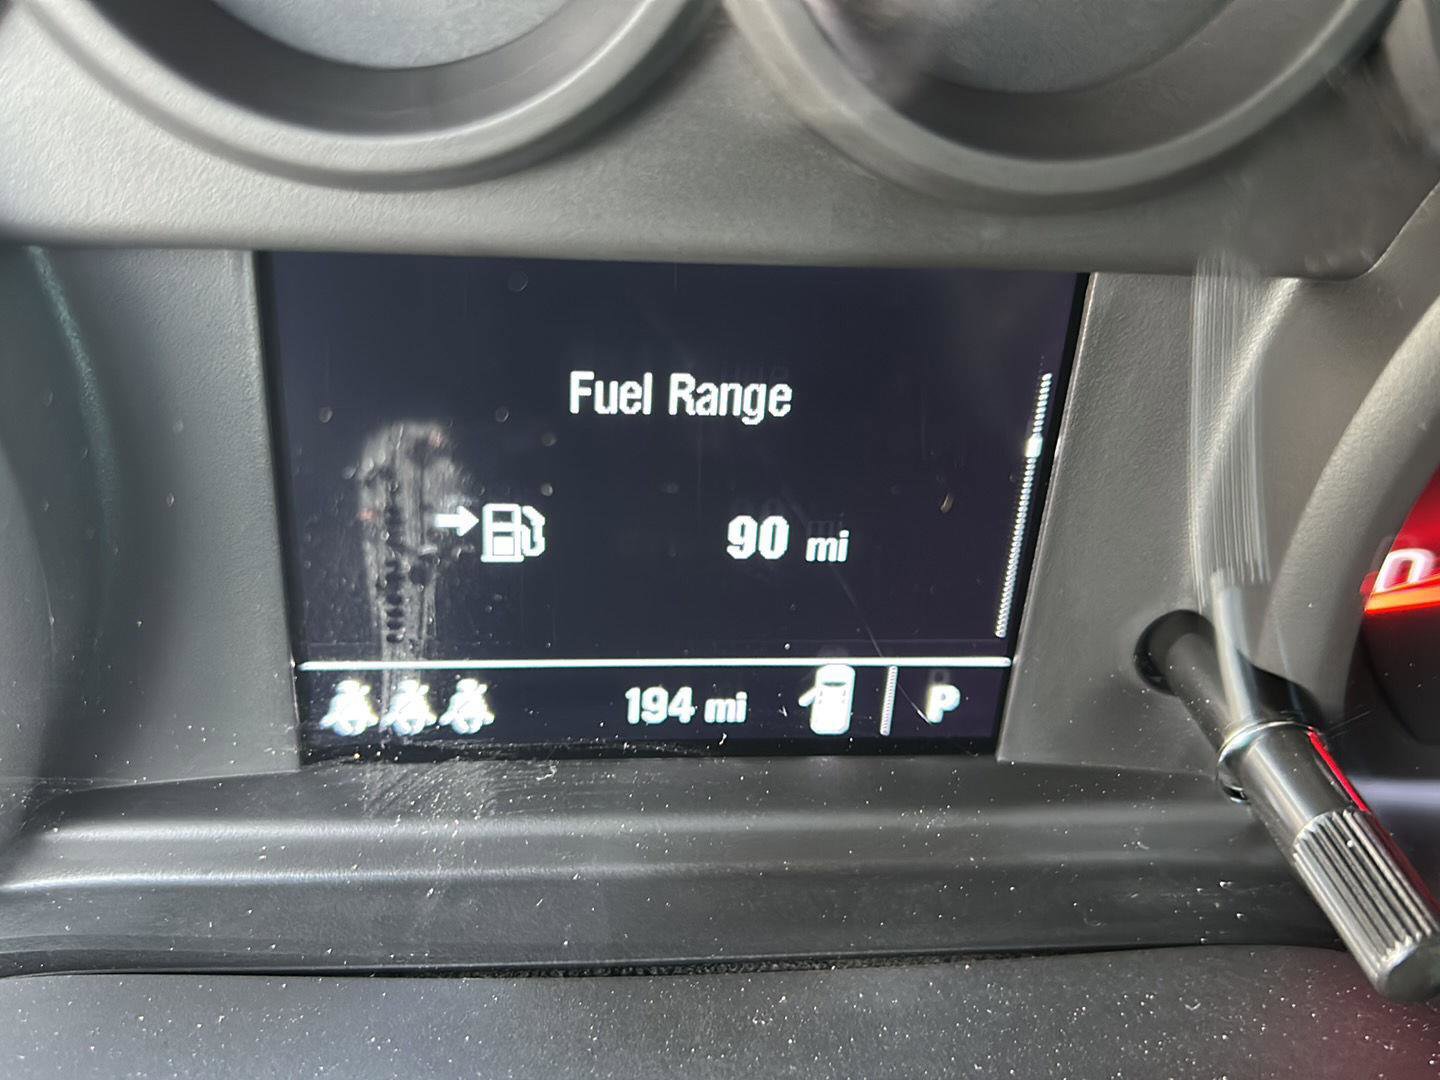 Fuel Range
90 mi
194 mi P